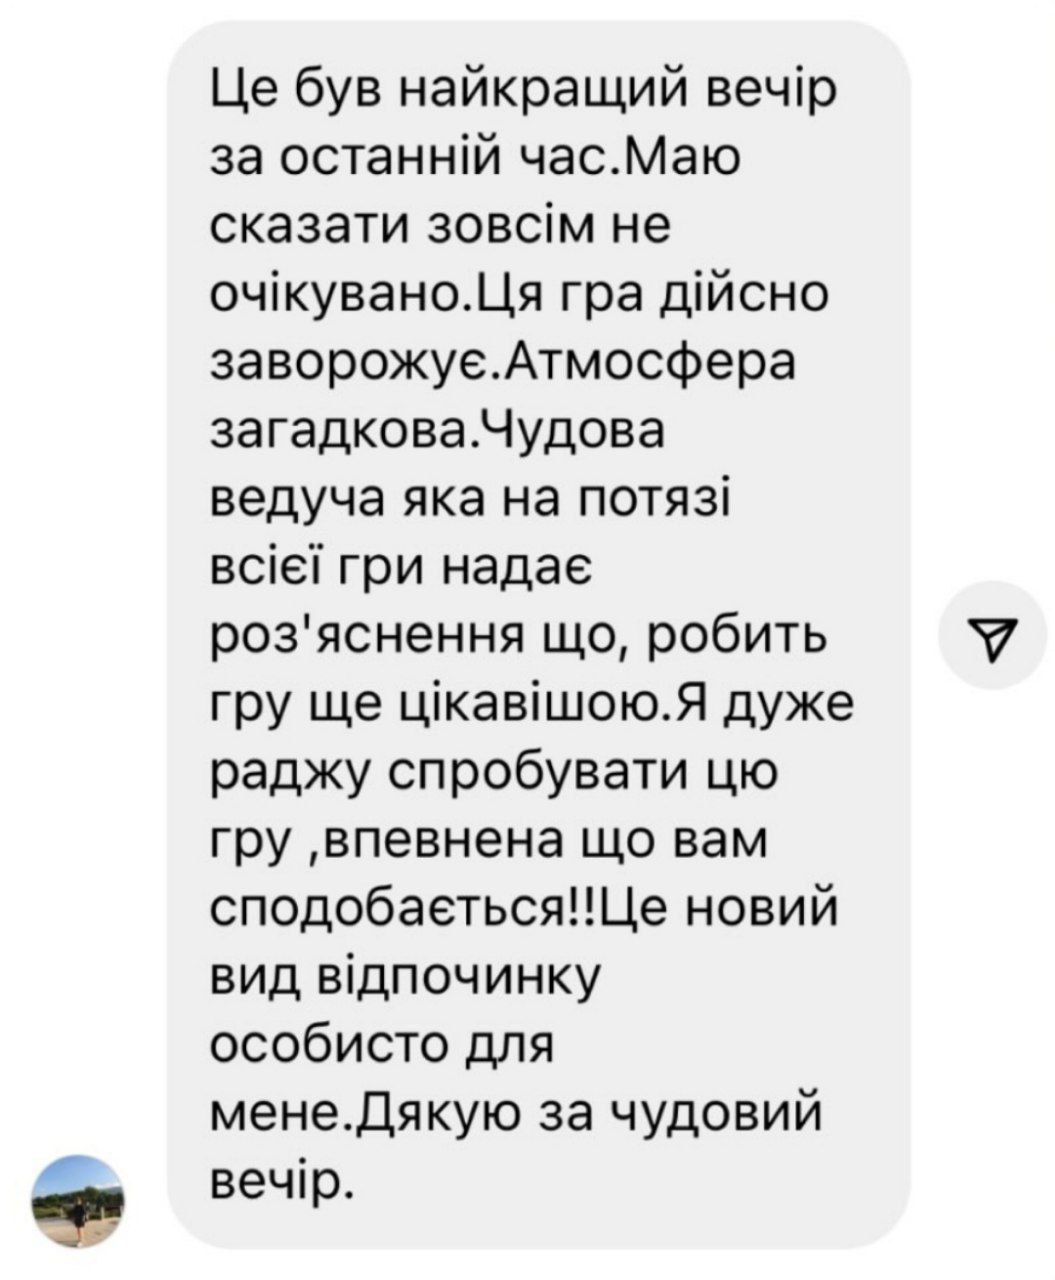 Це був найкращий вечір
за останній час.Маю
сказати зовсім не
очікувано.Ця гра дійсно
заворожує.Атмосфера
загадкова.Чудова
ведуча яка на потязі
всієї гри надає
роз'яснення що, робить
гру ще цікавішою.Я дуже
раджу спробувати цю
гру ,впевнена що вам
сподобається!!Це новий
вид відпочинку
особисто для
мене.Дякую за чудовий
вечір.